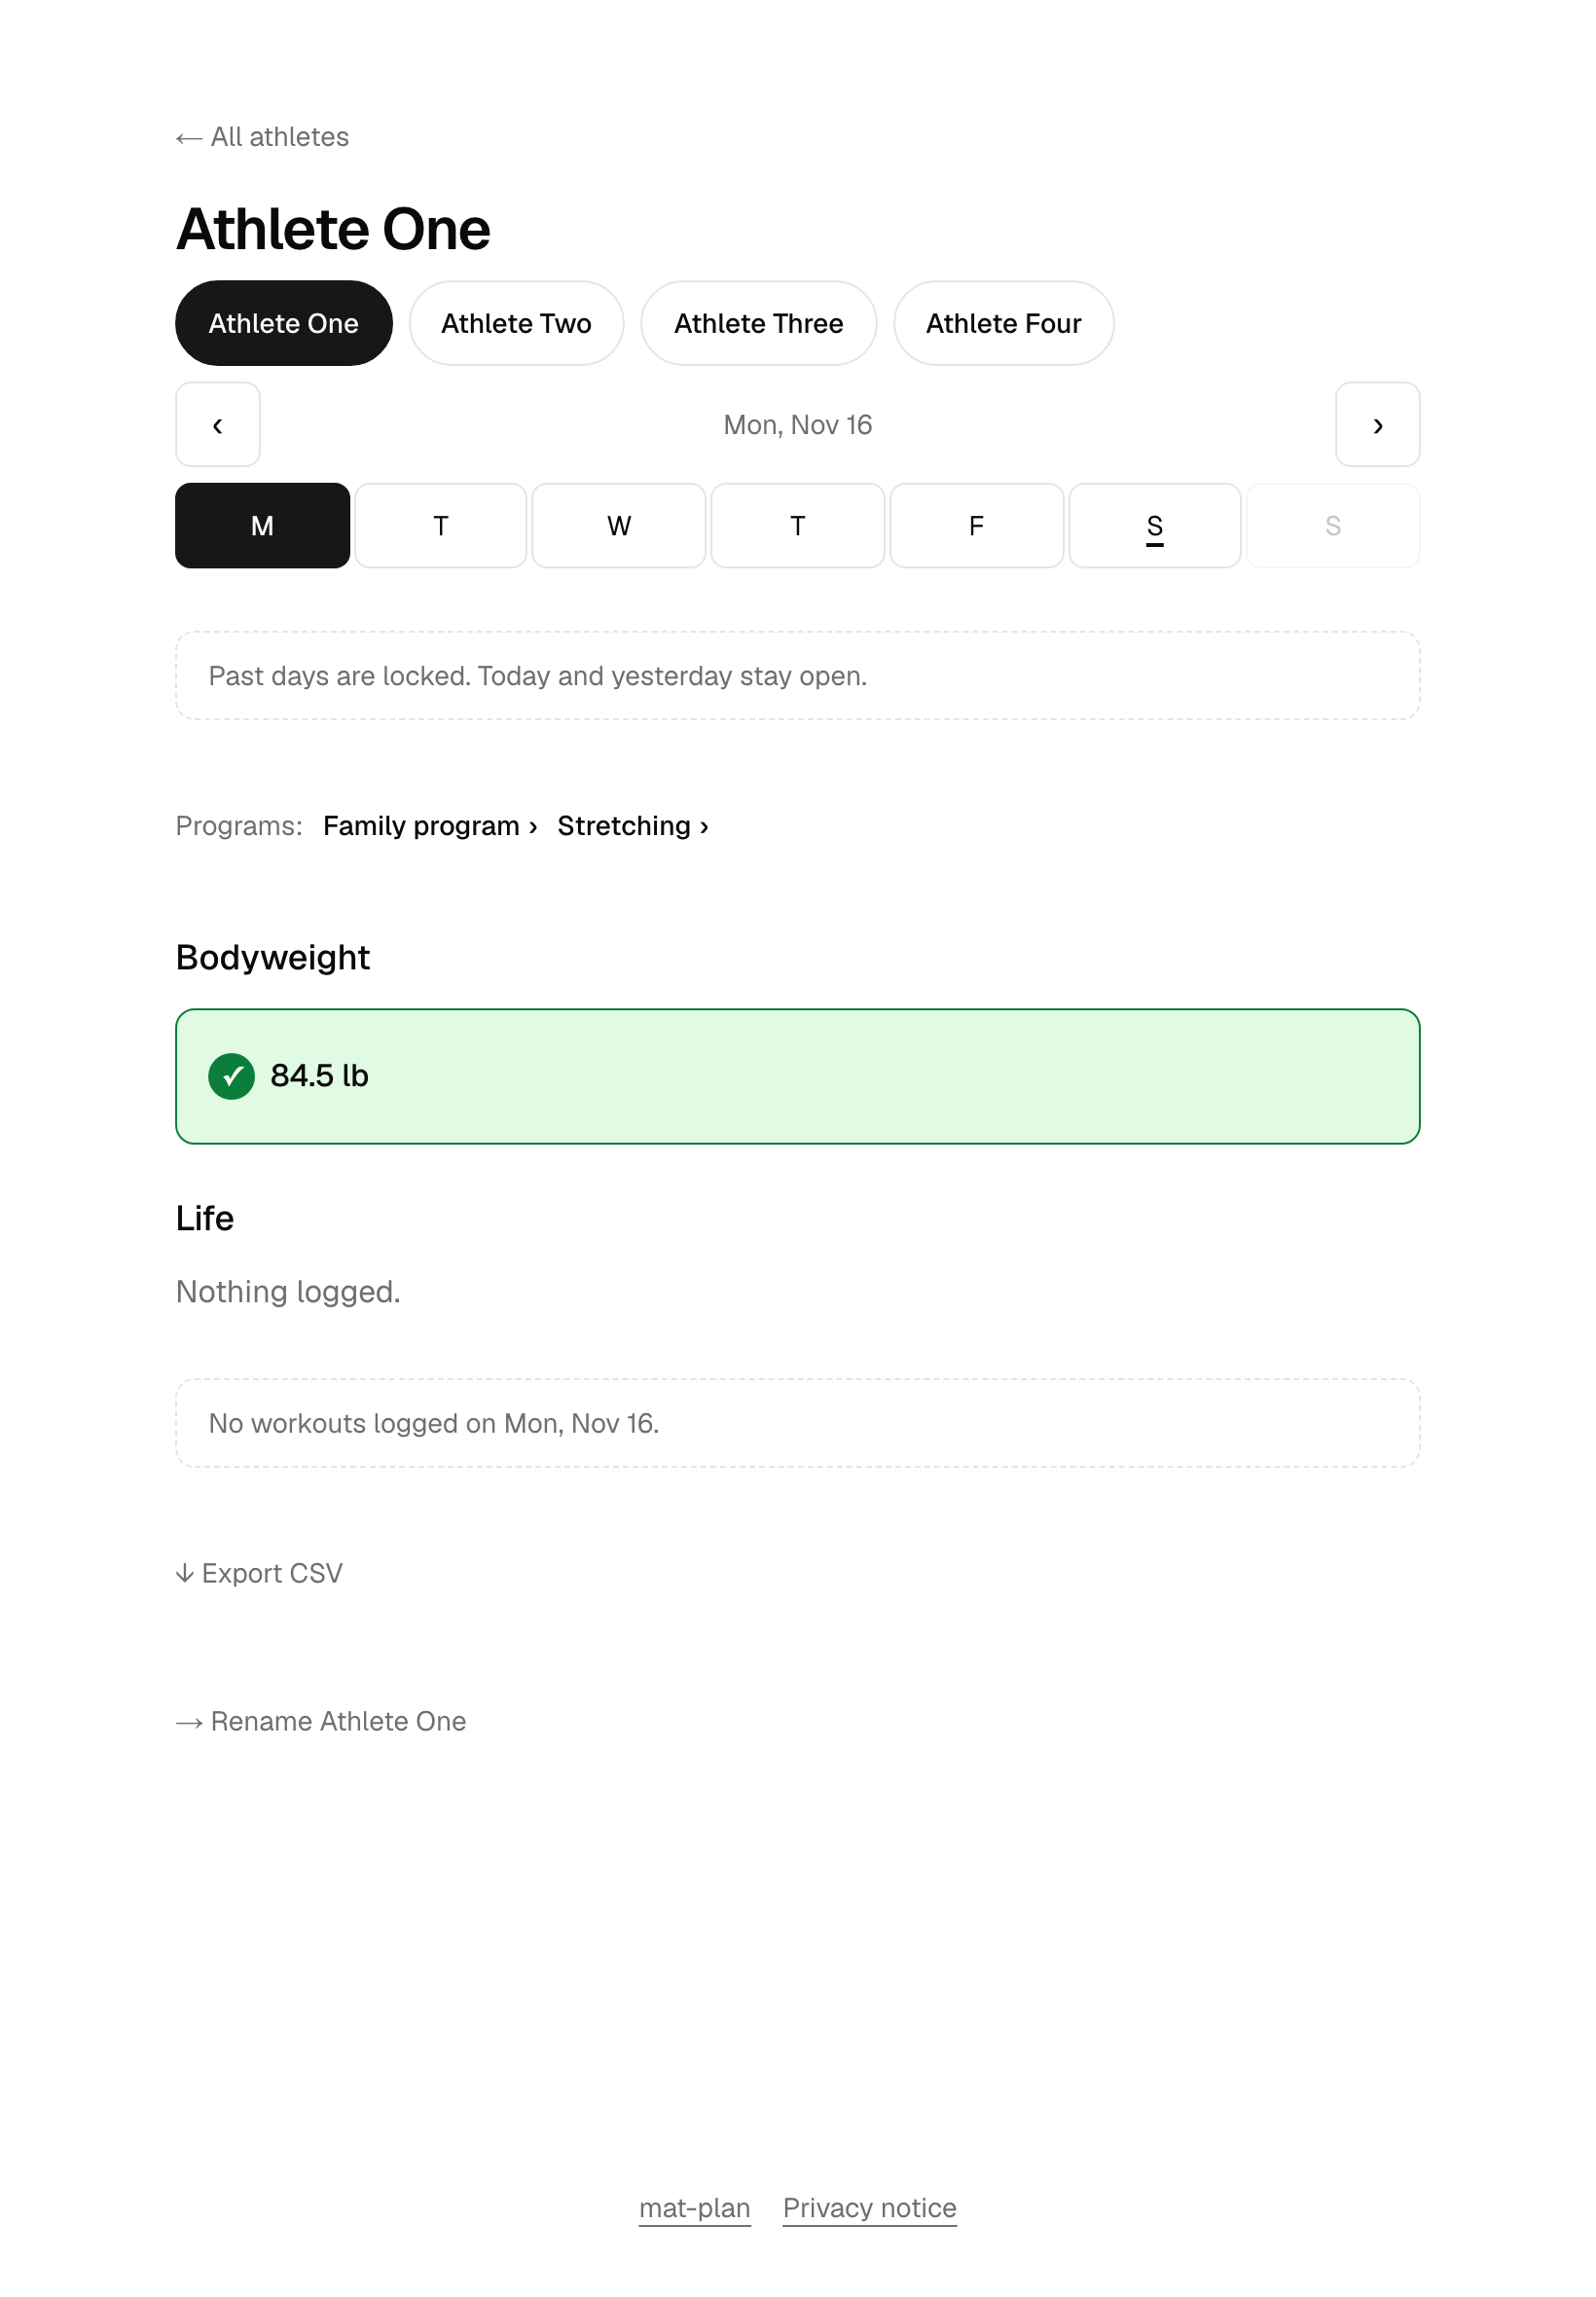 ← All athletes
Athlete One
Athlete One Athlete Two Athlete Three Athlete Four
‹ Mon, Nov 16 ›
M T W T F S S
Past days are locked. Today and yesterday stay open.
Programs: Family program › Stretching ›
Bodyweight
✓ 84.5 lb
Life
Nothing logged.
No workouts logged on Mon, Nov 16.
↓ Export CSV
→ Rename Athlete One
mat-plan Privacy notice